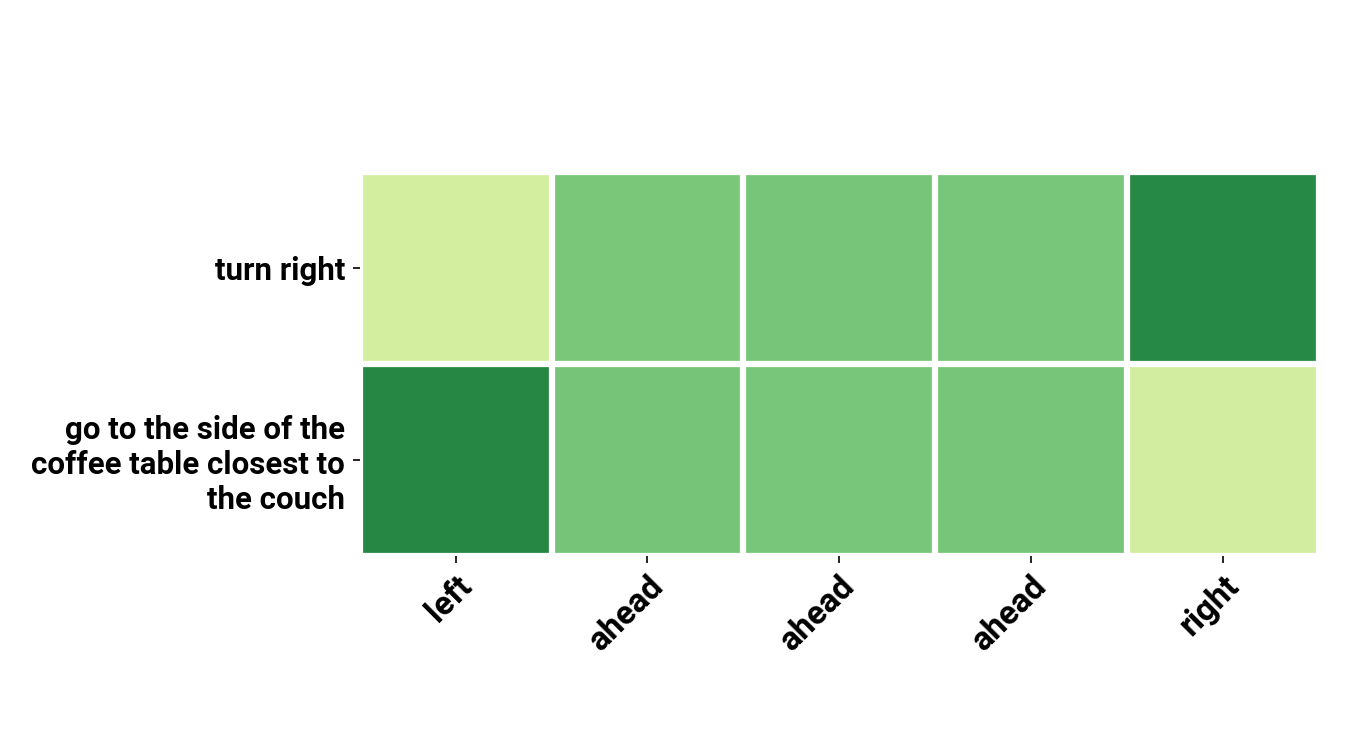 turn right
go to the side of the
coffee table closest to
the couch
left
ahead
ahead
ahead
right